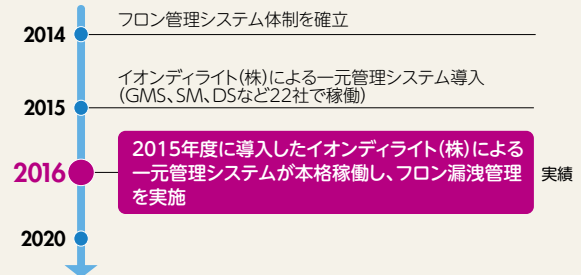 フロン管理システム体制を確立
2014
イオンディライト(株)による一元管理システム導入
(GMS、SM、DSなど22社で稼働)
2015
2015年度に導入したイオンディライト(株)による
一元管理システムが本格稼働し、フロン漏洩管理
を実施
2016
実績
2020